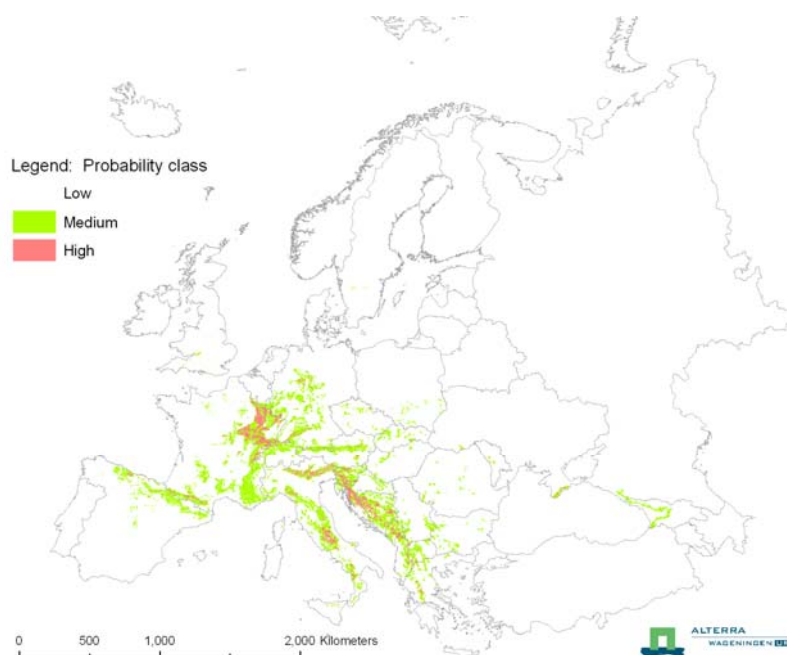 Legend: Probability class
Low
Medium
High
0 500 1,000 2,000 Kilometers
ALTERRA
WAGENINGEN UR